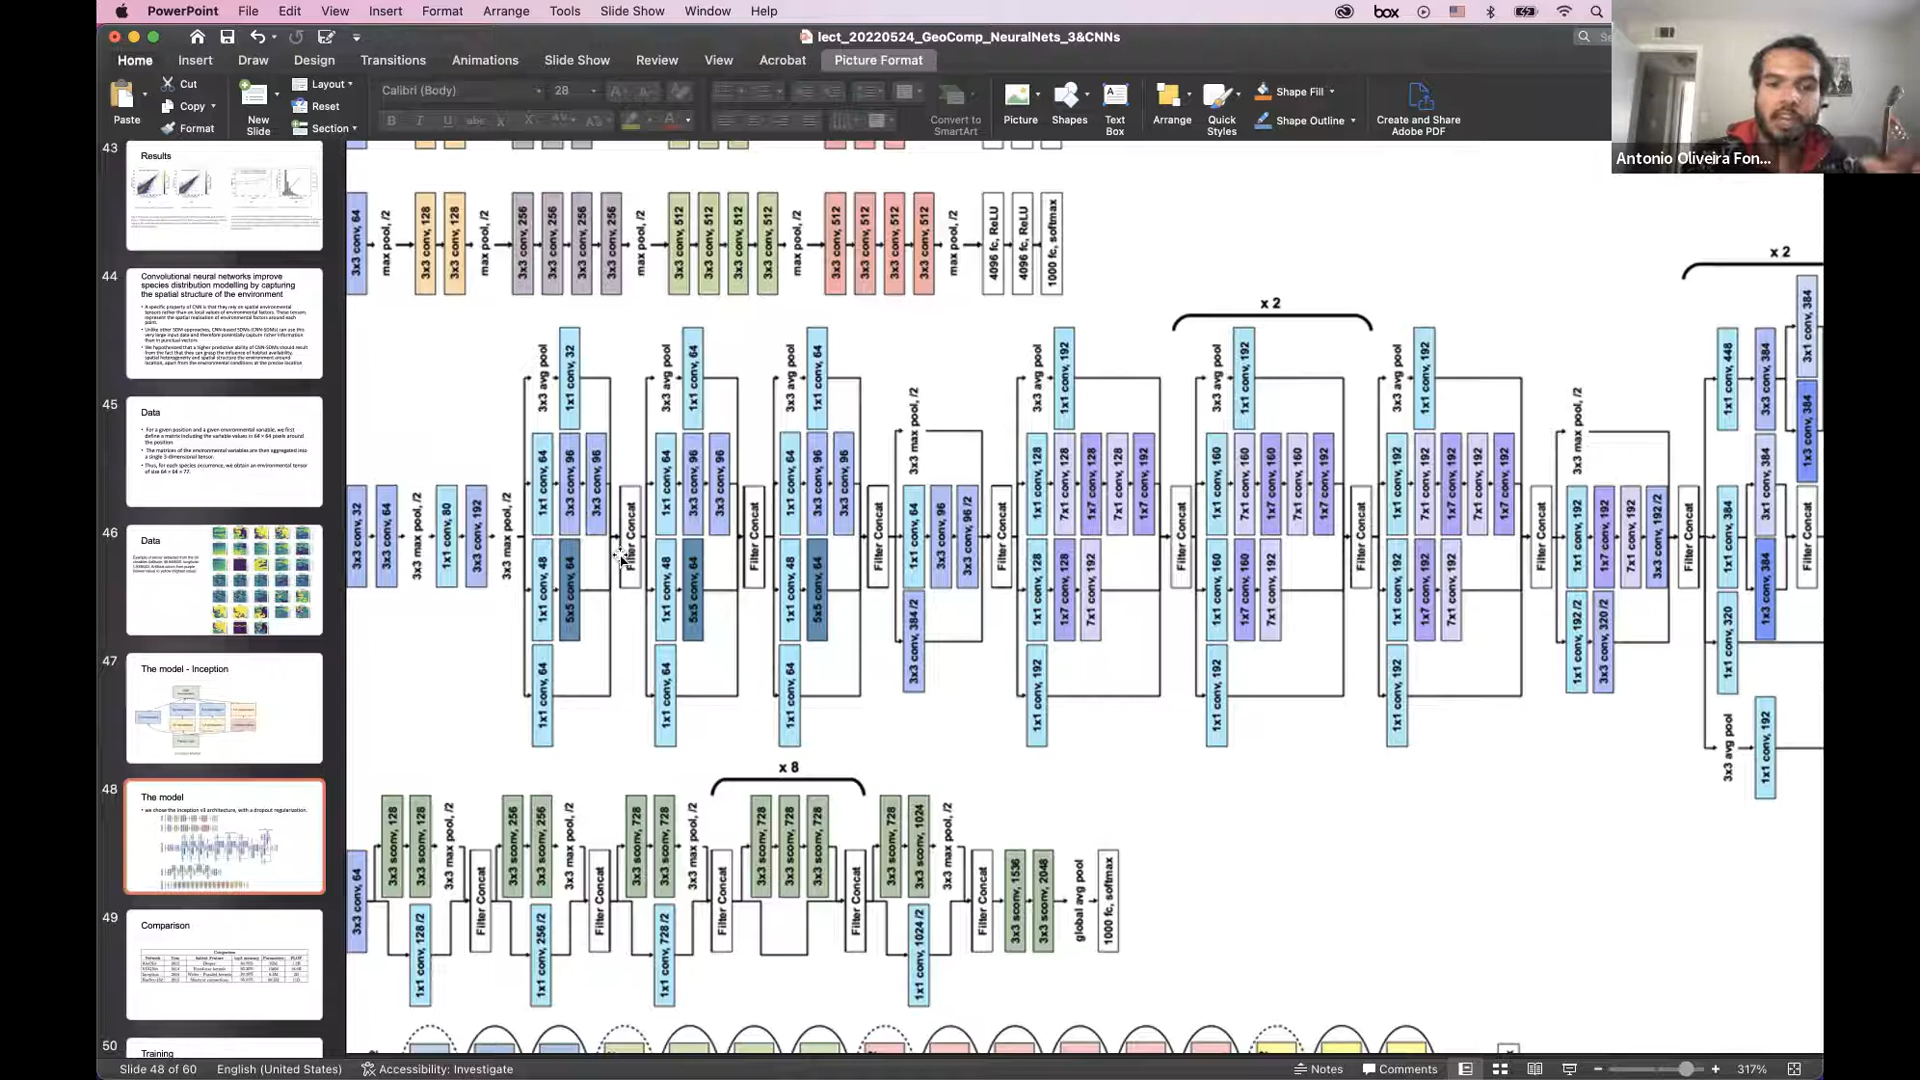 PowerPoint File Edit View Insert Format Arrange Tools Slide Show Window Help
box
lect_20220524_GeoComp_NeuralNets_3&CNNs
Home Insert Draw Design Transitions Animations Slide Show Review View Acrobat Picture Format
Paste
Cut
Copy
Format
New Slide
Layout
Reset
Section
Calibri (Body) 28
Convert to SmartArt
Picture
Shapes
Text Box
Arrange
Quick Styles
Shape Fill
Shape Outline
Create and Share Adobe PDF
Antonio Oliveira Fon...
43
Results
44
Convolutional neural networks improve
species distribution modelling by capturing
the spatial structure of the environment
45
Data
46
Data
47
The model - Inception
48
The model
• we chose the inception v3 architecture, with a dropout regularization.
49
Comparison
50
Training
3x3 conv, 64
max pool, /2
3x3 conv, 128
3x3 conv, 128
max pool, /2
3x3 conv, 256
3x3 conv, 256
3x3 conv, 256
3x3 conv, 256
max pool, /2
3x3 conv, 512
3x3 conv, 512
3x3 conv, 512
3x3 conv, 512
max pool, /2
3x3 conv, 512
3x3 conv, 512
3x3 conv, 512
3x3 conv, 512
max pool, /2
4096 fc, ReLU
4096 fc, ReLU
1000 fc, softmax
3x3 conv, 32
3x3 conv, 64
3x3 max pool, /2
1x1 conv, 80
3x3 conv, 192
3x3 max pool, /2
3x3 avg pool
1x1 conv, 32
1x1 conv, 64
3x3 conv, 96
3x3 conv, 96
1x1 conv, 48
5x5 conv, 64
1x1 conv, 64
Filter Concat
3x3 avg pool
1x1 conv, 64
1x1 conv, 64
3x3 conv, 96
3x3 conv, 96
1x1 conv, 48
5x5 conv, 64
1x1 conv, 64
Filter Concat
3x3 avg pool
1x1 conv, 64
1x1 conv, 64
3x3 conv, 96
3x3 conv, 96
1x1 conv, 48
5x5 conv, 64
1x1 conv, 64
Filter Concat
3x3 max pool, /2
1x1 conv, 64
3x3 conv, 96
3x3 conv, 96 /2
3x3 conv, 384 /2
Filter Concat
3x3 avg pool
1x1 conv, 192
1x1 conv, 128
7x1 conv, 128
1x7 conv, 128
7x1 conv, 128
1x7 conv, 192
1x1 conv, 128
1x7 conv, 128
7x1 conv, 192
1x1 conv, 192
Filter Concat
x 2
3x3 avg pool
1x1 conv, 192
1x1 conv, 160
7x1 conv, 160
1x7 conv, 160
7x1 conv, 160
1x7 conv, 192
1x1 conv, 160
1x7 conv, 160
7x1 conv, 192
1x1 conv, 192
Filter Concat
3x3 avg pool
1x1 conv, 192
1x1 conv, 192
7x1 conv, 192
1x7 conv, 192
7x1 conv, 192
1x7 conv, 192
1x1 conv, 192
1x7 conv, 192
7x1 conv, 192
1x1 conv, 192
Filter Concat
3x3 max pool, /2
1x1 conv, 192
1x7 conv, 192
7x1 conv, 192
3x3 conv, 192 /2
1x1 conv, 192 /2
3x3 conv, 320 /2
Filter Concat
x 2
1x1 conv, 448
3x3 conv, 384
3x1 conv, 384
1x3 conv, 384
1x1 conv, 384
3x1 conv, 384
1x3 conv, 384
1x1 conv, 320
3x3 avg pool
1x1 conv, 192
Filter Concat
3x3 conv, 64
3x3 sconv, 128
3x3 sconv, 128
3x3 max pool, /2
1x1 conv, 128 /2
Filter Concat
3x3 sconv, 256
3x3 sconv, 256
3x3 max pool, /2
1x1 conv, 256 /2
Filter Concat
3x3 sconv, 728
3x3 sconv, 728
3x3 max pool, /2
1x1 conv, 728 /2
Filter Concat
x 8
3x3 sconv, 728
3x3 sconv, 728
3x3 sconv, 728
Filter Concat
3x3 sconv, 728
3x3 sconv, 1024
3x3 max pool, /2
1x1 conv, 1024 /2
Filter Concat
3x3 sconv, 1536
3x3 sconv, 2048
global avg pool
1000 fc, softmax
Slide 48 of 60 English (United States) Accessibility: Investigate Notes Comments 317%